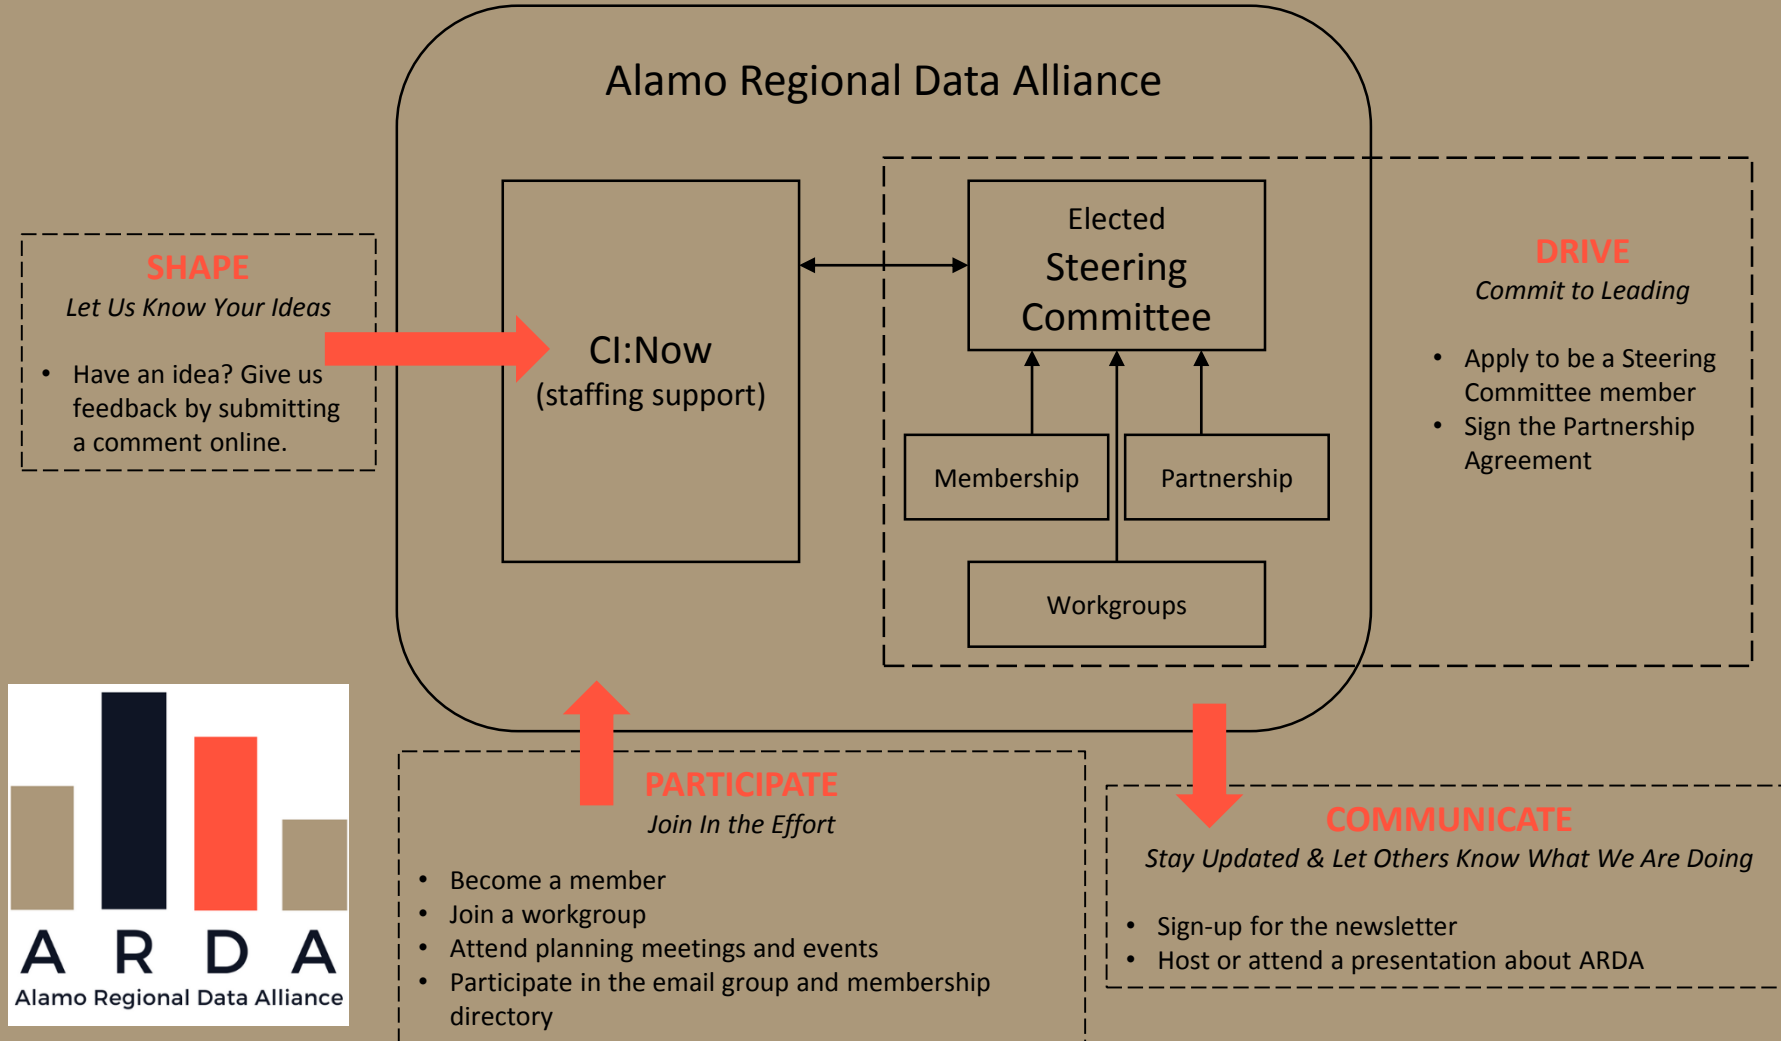 Alamo Regional Data Alliance
SHAPE
Let Us Know Your Ideas
• Have an idea? Give us
feedback by submitting
a comment online.
CI:Now
(staffing support)
Elected
Steering
Committee
Membership
Partnership
Workgroups
DRIVE
Commit to Leading
• Apply to be a Steering
Committee member
• Sign the Partnership
Agreement
A R D A
Alamo Regional Data Alliance
PARTICIPATE
Join In the Effort
• Become a member
• Join a workgroup
• Attend planning meetings and events
• Participate in the email group and membership
directory
COMMUNICATE
Stay Updated & Let Others Know What We Are Doing
• Sign-up for the newsletter
• Host or attend a presentation about ARDA